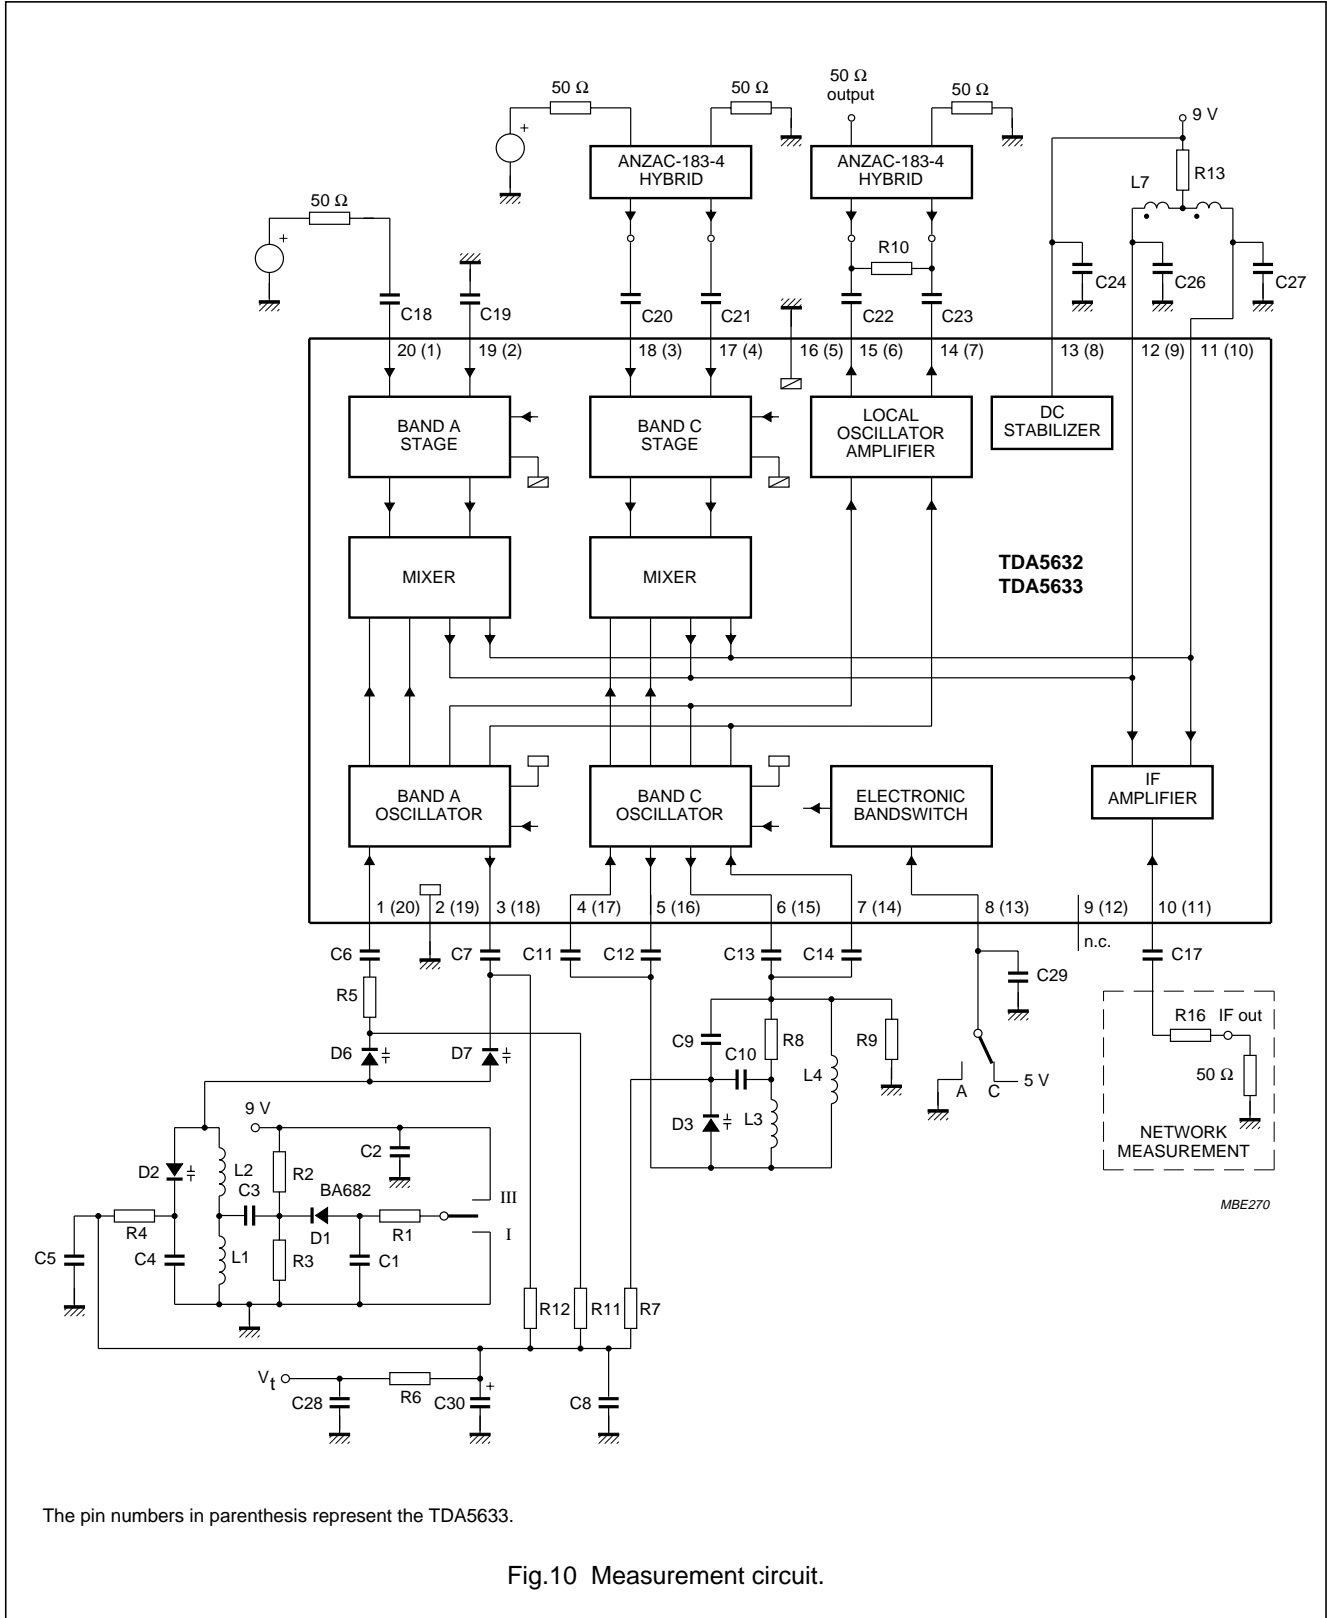 50 Ω
50 Ω
50 Ω
output
50 Ω
9 V
ANZAC-183-4
HYBRID
ANZAC-183-4
HYBRID
R13
L7
50 Ω
+
+
R10
C24
C26
C27
C18
C19
C20
C21
C22
C23
20 (1)
19 (2)
18 (3)
17 (4)
16 (5)
15 (6)
14 (7)
13 (8)
12 (9)
11 (10)
BAND A
STAGE
BAND C
STAGE
LOCAL
OSCILLATOR
AMPLIFIER
DC
STABILIZER
MIXER
MIXER
TDA5632
TDA5633
BAND A
OSCILLATOR
BAND C
OSCILLATOR
ELECTRONIC
BANDSWITCH
IF
AMPLIFIER
1 (20)
2 (19)
3 (18)
4 (17)
5 (16)
6 (15)
7 (14)
8 (13)
9 (12)
10 (11)
n.c.
C6
C7
C11
C12
C13
C14
C29
C17
R5
R16
IF out
D6
D7
C9
C10
R8
R9
L4
50 Ω
A
C
5 V
9 V
D3
L3
NETWORK
MEASUREMENT
D2
L2
R2
C2
C3
BA682
III
MBE270
R4
D1
R1
I
C5
C4
L1
R3
C1
R12
R11
R7
Vt
R6
+
C28
C30
C8
The pin numbers in parenthesis represent the TDA5633.
Fig.10 Measurement circuit.